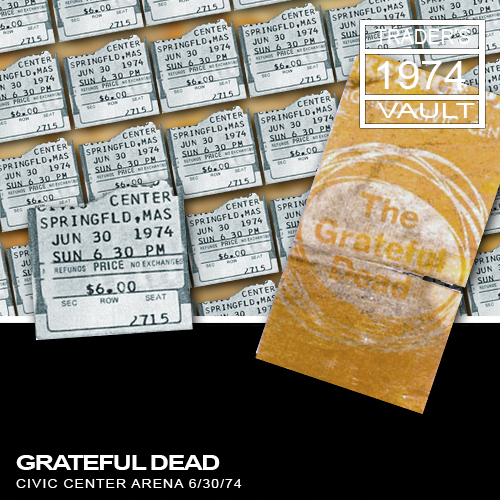 TRADER'S
1974
VAULT
CENTER
SPRINGFLD,MAS
JUN 30 1974
SUN 6 30 PM
REFUNDS PRICE NO EXCHANGES
$6.00
SEC ROW SEAT
2715
The
Grateful
Dead
GRATEFUL DEAD
CIVIC CENTER ARENA 6/30/74